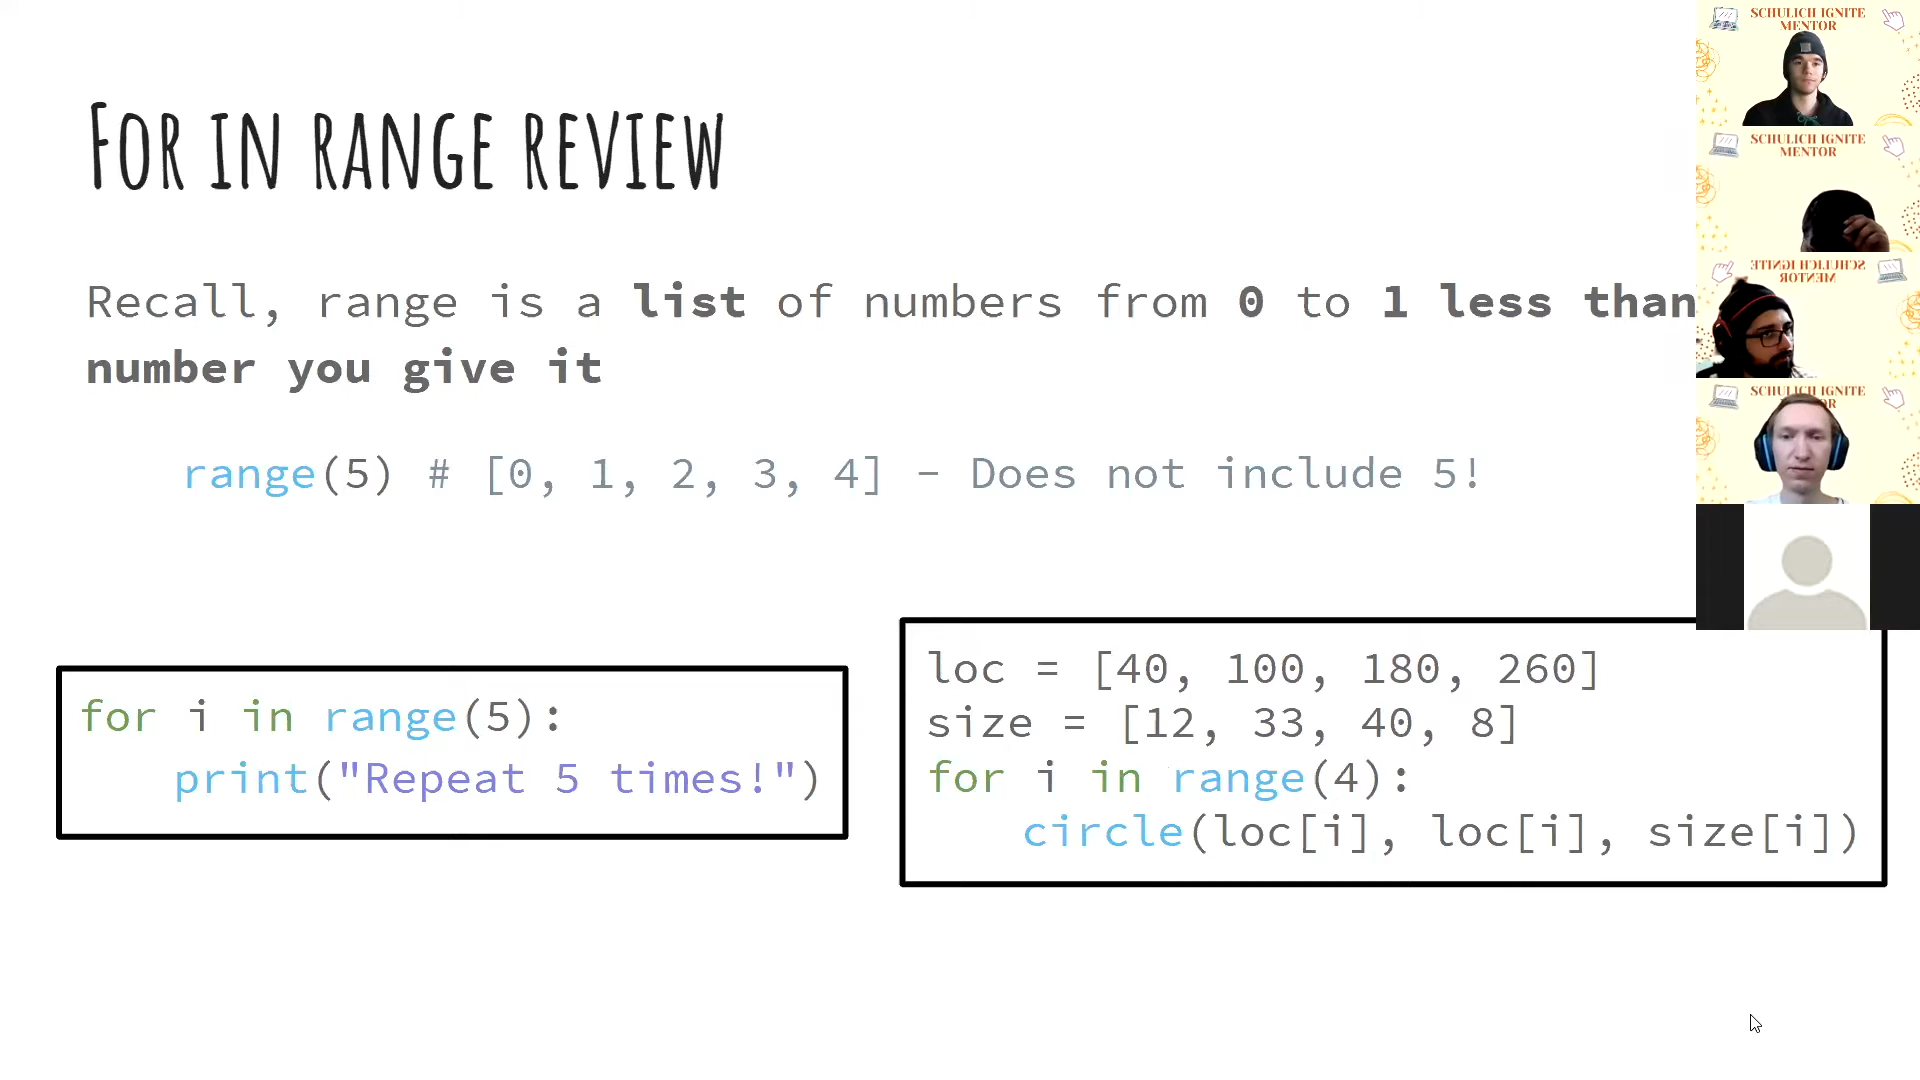 FOR IN RANGE REVIEW
Recall, range is a list of numbers from 0 to 1 less than
number you give it
range(5) # [0, 1, 2, 3, 4] – Does not include 5!
for i in range(5):
print("Repeat 5 times!")
loc = [40, 100, 180, 260]
size = [12, 33, 40, 8]
for i in range(4):
circle(loc[i], loc[i], size[i])
SCHULICH IGNITE
MENTOR
SCHULICH IGNITE
MENTOR
SCHULICH IGNITE
MENTOR
SCHULICH IGNITE